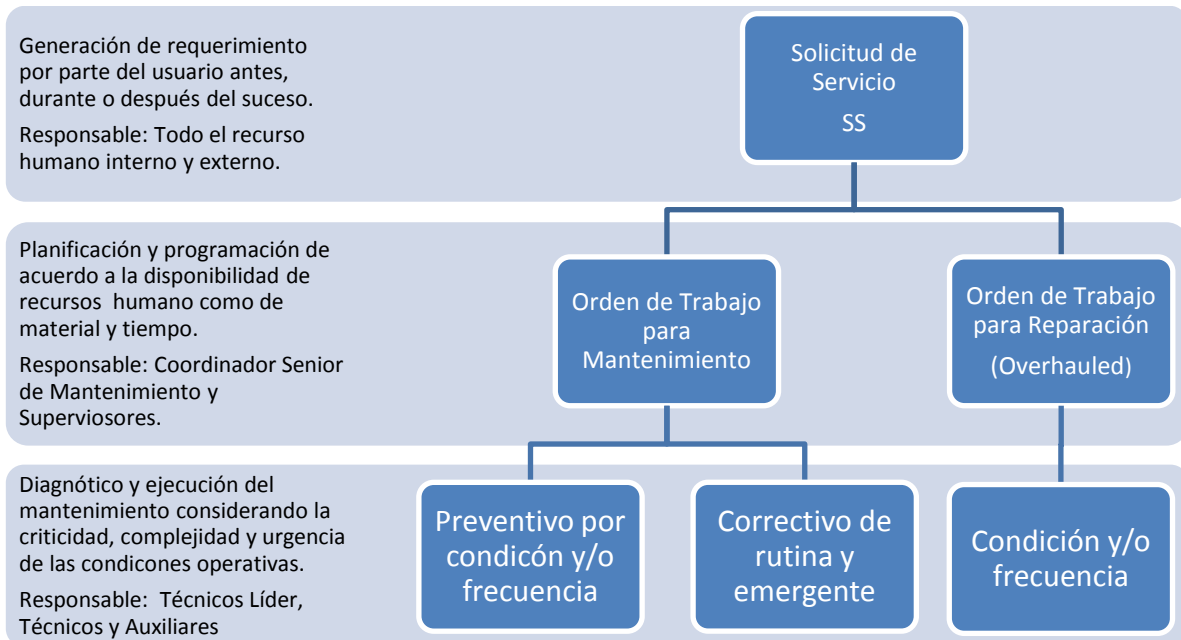 Generación de requerimiento
por parte del usuario antes,
durante o después del suceso.
Responsable: Todo el recurso
humano interno y externo.
Solicitud de
Servicio
SS
Planificación y programación de
acuerdo a la disponibilidad de
recursos humano como de
material y tiempo.
Responsable: Coordinador Senior
de Mantenimiento y
Superviosores.
Orden de Trabajo
para
Mantenimiento
Orden de Trabajo
para Reparación
(Overhauled)
Diagnótico y ejecución del
mantenimiento considerando la
criticidad, complejidad y urgencia
de las condicones operativas.
Responsable: Técnicos Líder,
Técnicos y Auxiliares
Preventivo por
condicón y/o
frecuencia
Correctivo de
rutina y
emergente
Condición y/o
frecuencia